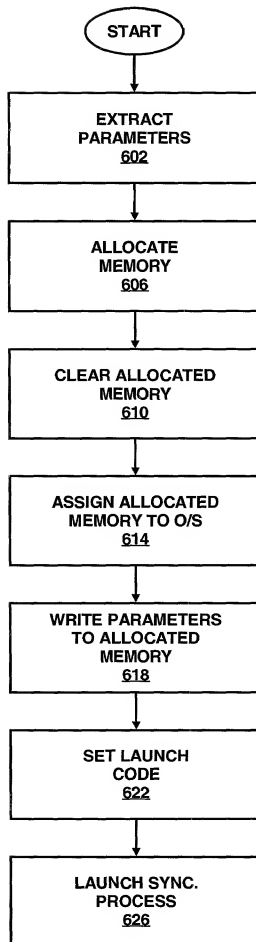 START
EXTRACT
PARAMETERS
602
ALLOCATE
MEMORY
606
CLEAR ALLOCATED
MEMORY
610
ASSIGN ALLOCATED
MEMORY TO O/S
614
WRITE PARAMETERS
TO ALLOCATED
MEMORY
618
SET LAUNCH
CODE
622
LAUNCH SYNC.
PROCESS
626